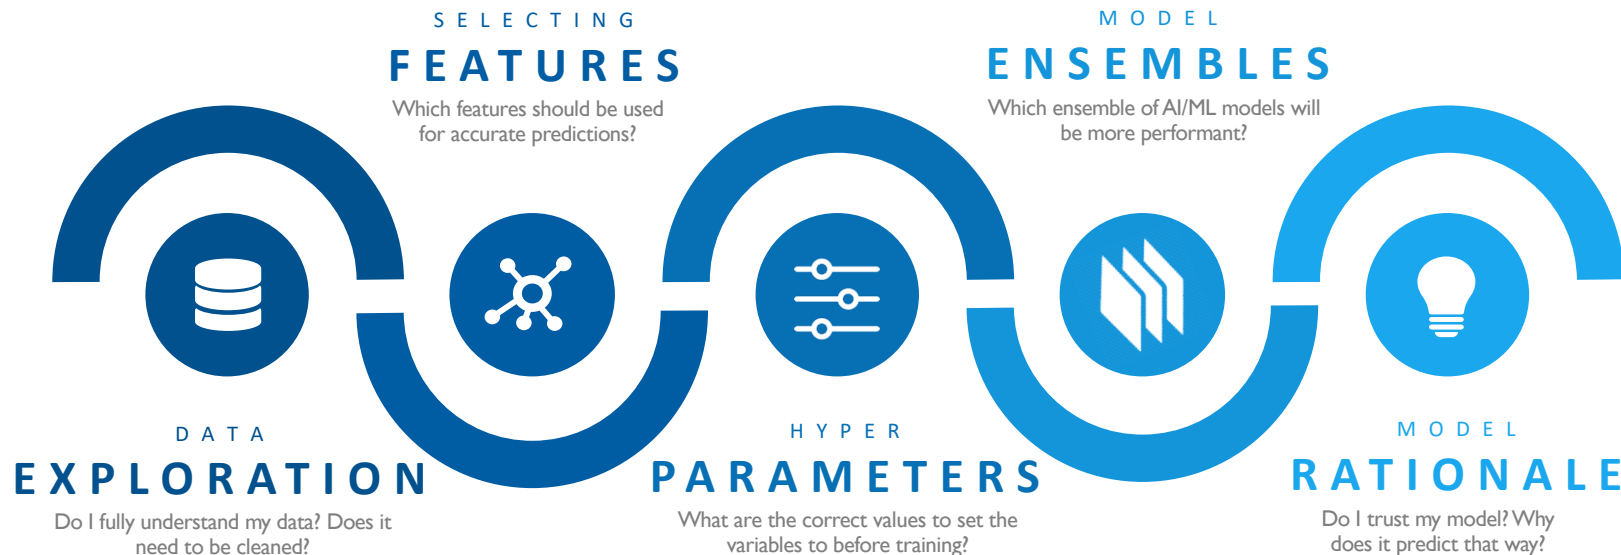 SELECTING
FEATURES
Which features should be used
for accurate predictions?
MODEL
ENSEMBLES
Which ensemble of AI/ML models will
be more performant?
DATA
EXPLORATION
Do I fully understand my data? Does it
need to be cleaned?
HYPER
PARAMETERS
What are the correct values to set the
variables to before training?
MODEL
RATIONALE
Do I trust my model? Why
does it predict that way?